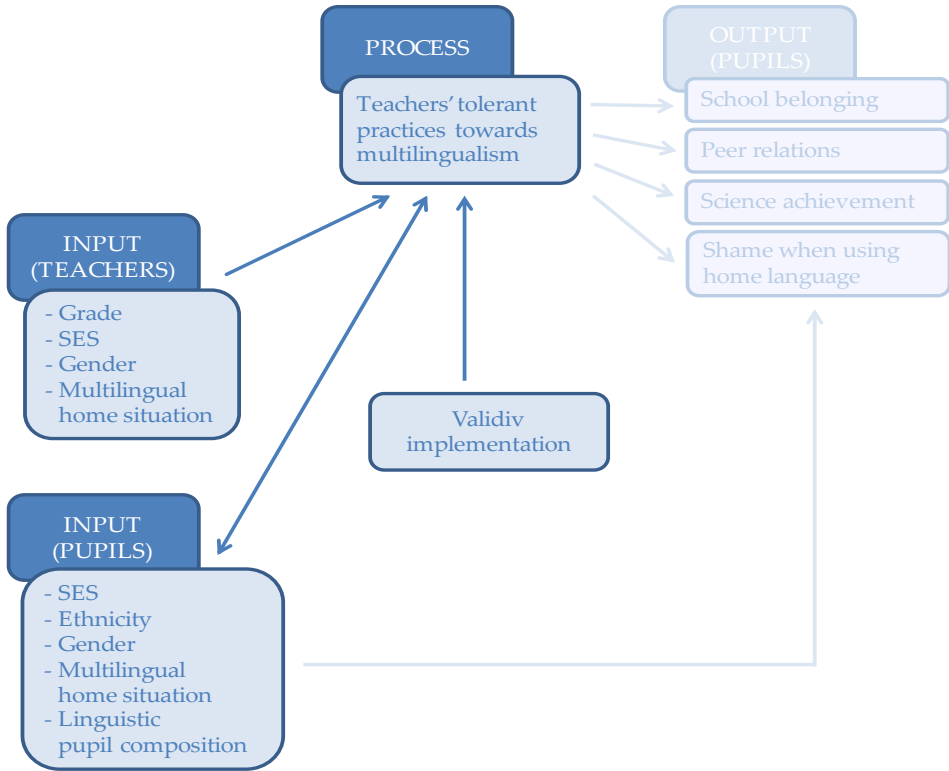 PROCESS
Teachers' tolerant
practices towards
multilingualism
OUTPUT
(PUPILS)
School belonging
Peer relations
Science achievement
Shame when using
home language
INPUT
(TEACHERS)
- Grade
- SES
- Gender
- Multilingual
home situation
Validiv
implementation
INPUT
(PUPILS)
- SES
- Ethnicity
- Gender
- Multilingual
home situation
- Linguistic
pupil composition